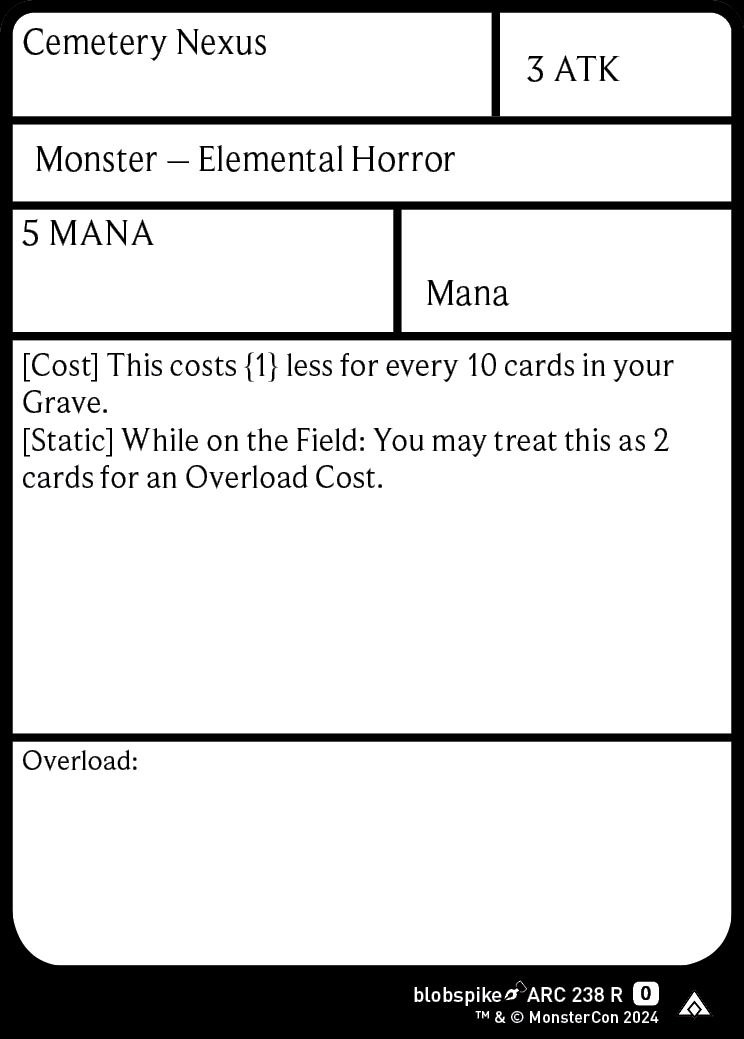 Cemetery Nexus
3 ATK
Monster – Elemental Horror
5 MANA
Mana
[Cost] This costs {1} less for every 10 cards in your
Grave.
[Static] While on the Field: You may treat this as 2
cards for an Overload Cost.
Overload:
blobspike ARC 238 R 0
™ & © MonsterCon 2024